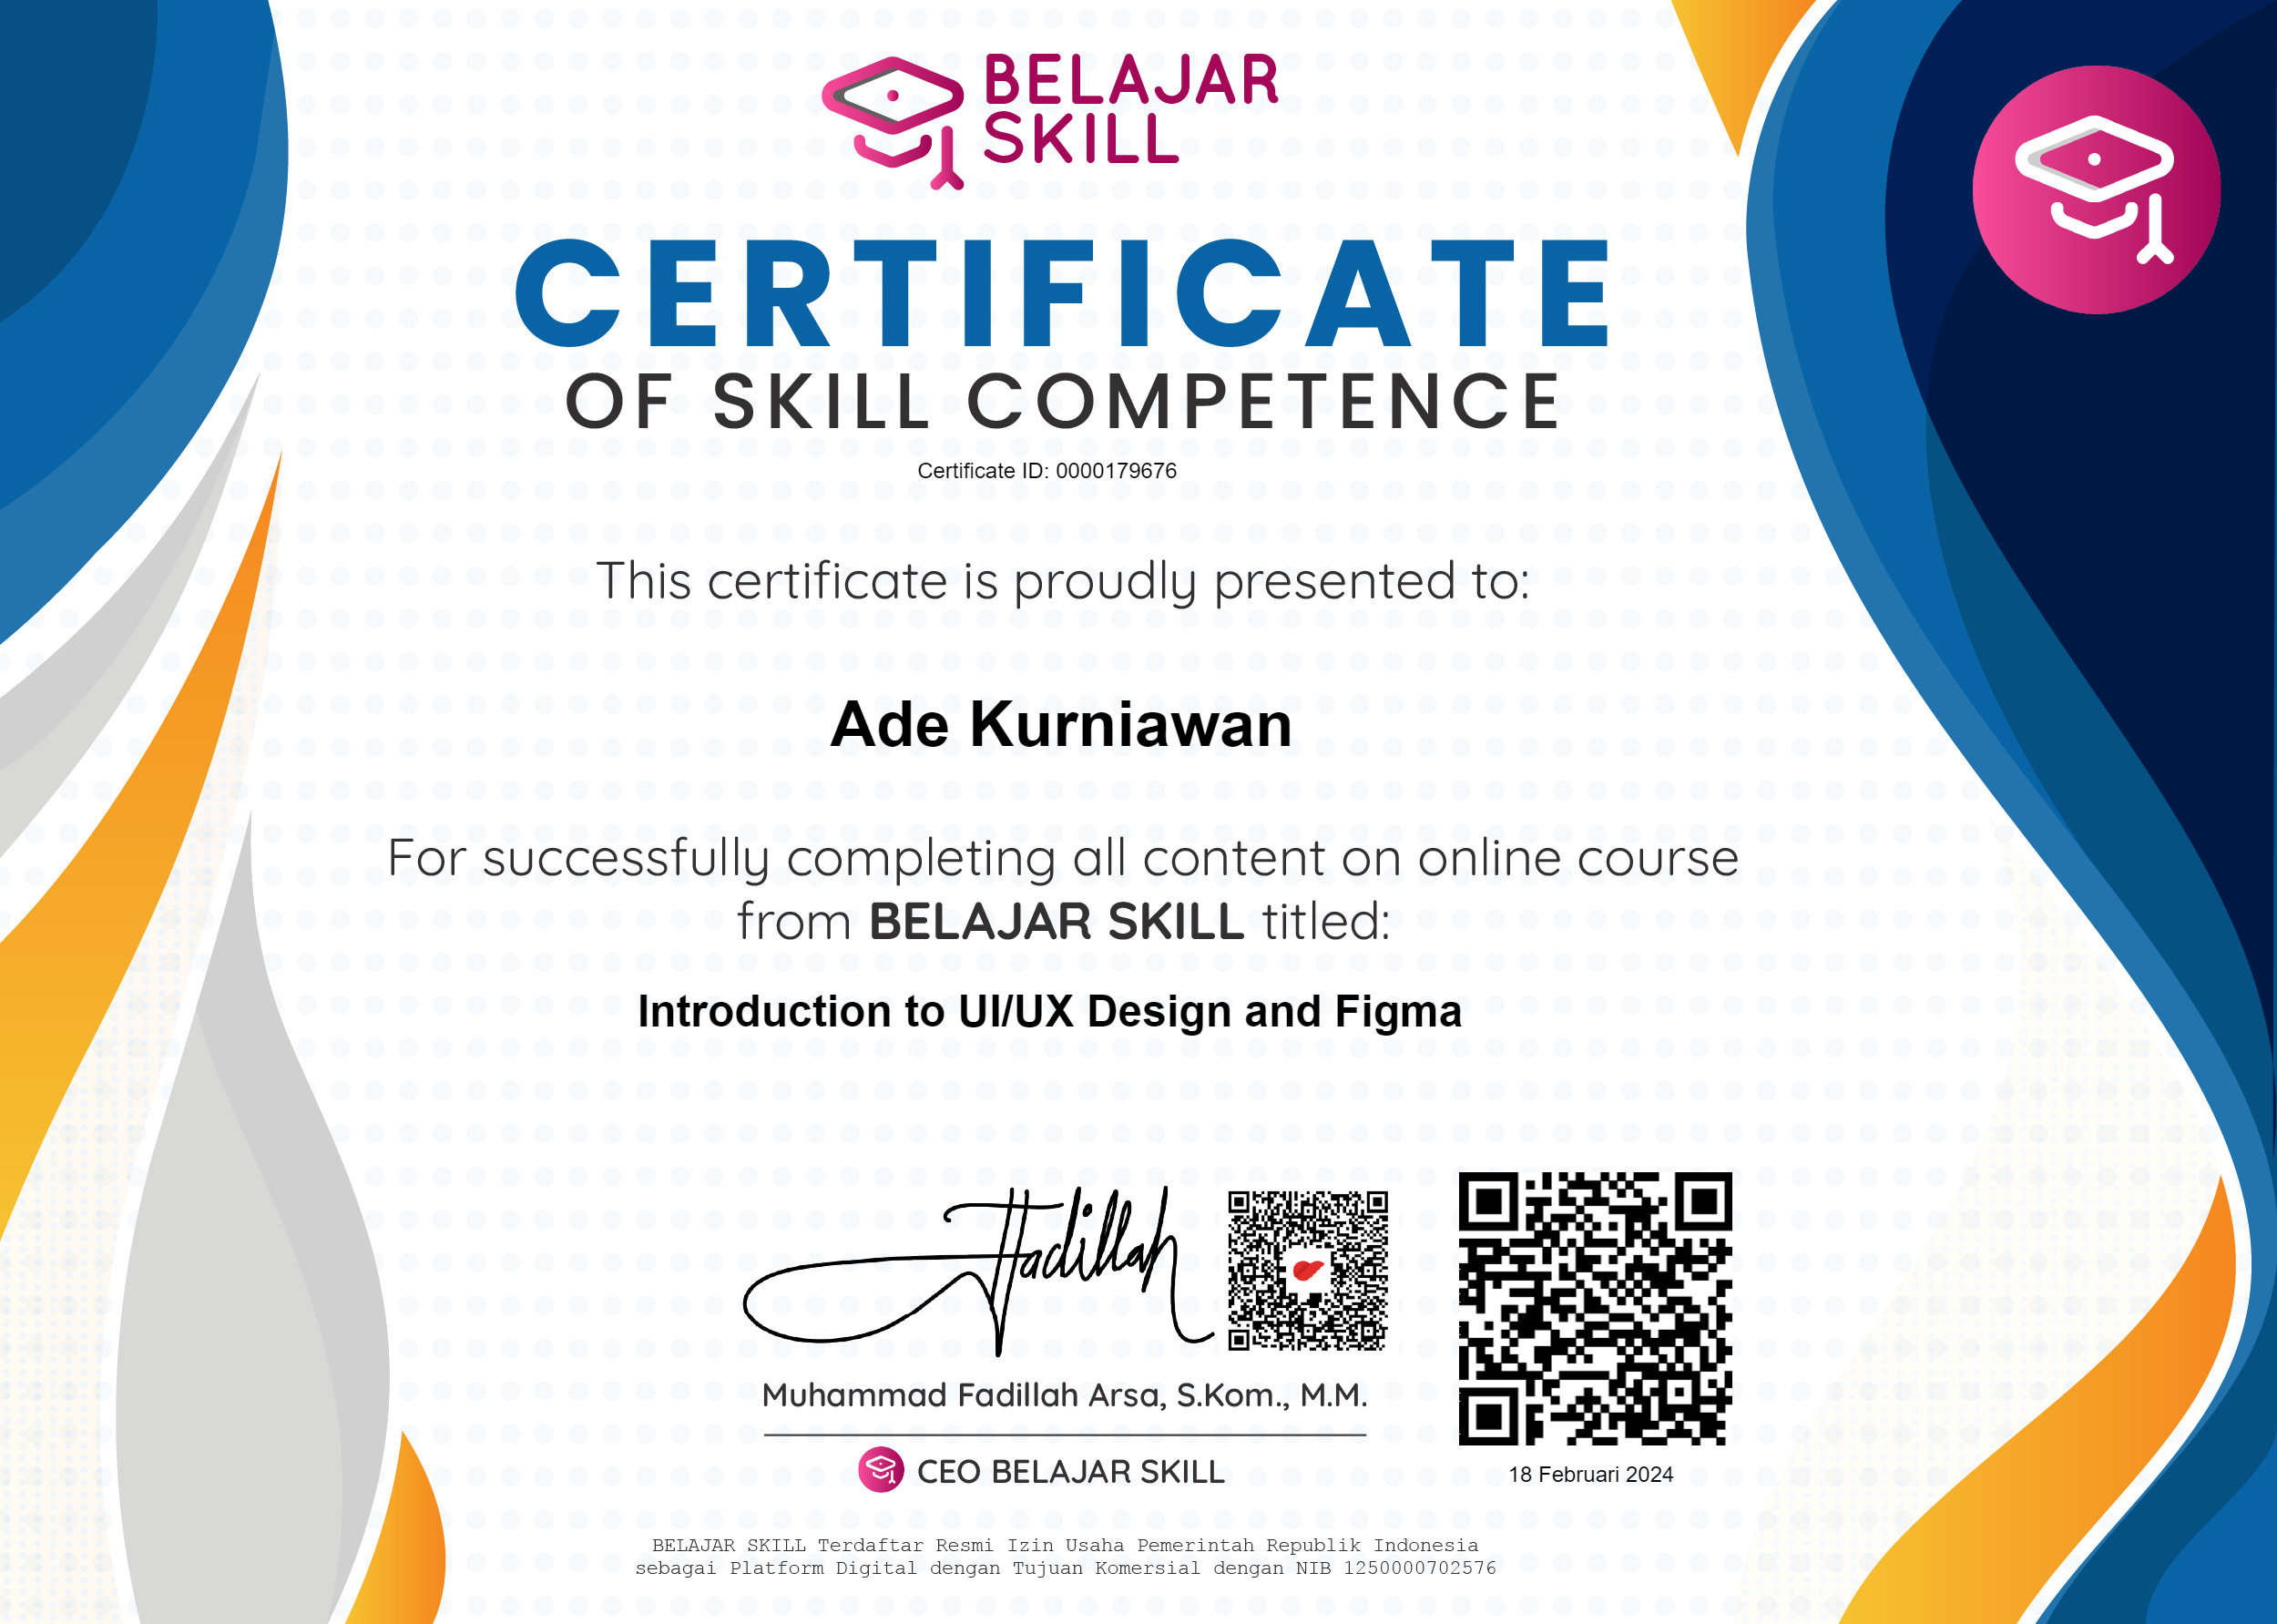 BELAJAR
SKILL
CERTIFICATE
OF SKILL COMPETENCE
Certificate ID: 0000179676
This certificate is proudly presented to:
Ade Kurniawan
For successfully completing all content on online course
from BELAJAR SKILL titled:
Introduction to UI/UX Design and Figma
Fadillah
Muhammad Fadillah Arsa, S.Kom., M.M.
CEO BELAJAR SKILL
18 Februari 2024
BELAJAR SKILL Terdaftar Resmi Izin Usaha Pemerintah Republik Indonesia
sebagai Platform Digital dengan Tujuan Komersial dengan NIB 1250000702576